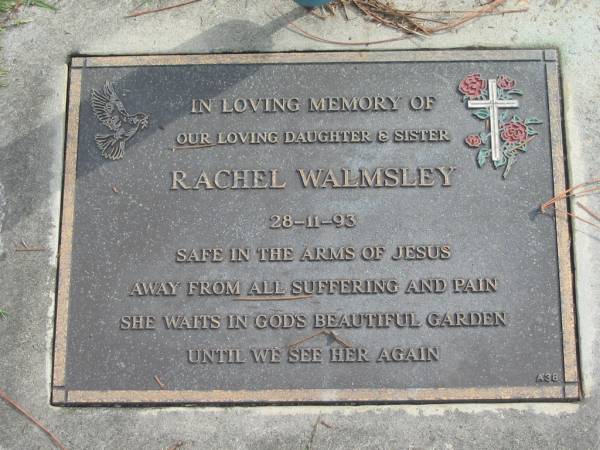 IN LOVING MEMORY OF
OUR LOVING DAUGHTER & SISTER
RACHEL WALMSLEY
28-11-93
SAFE IN THE ARMS OF JESUS
AWAY FROM ALL SUFFERING AND PAIN
SHE WAITS IN GOD'S BEAUTIFUL GARDEN
UNTIL WE SEE HER AGAIN
A38